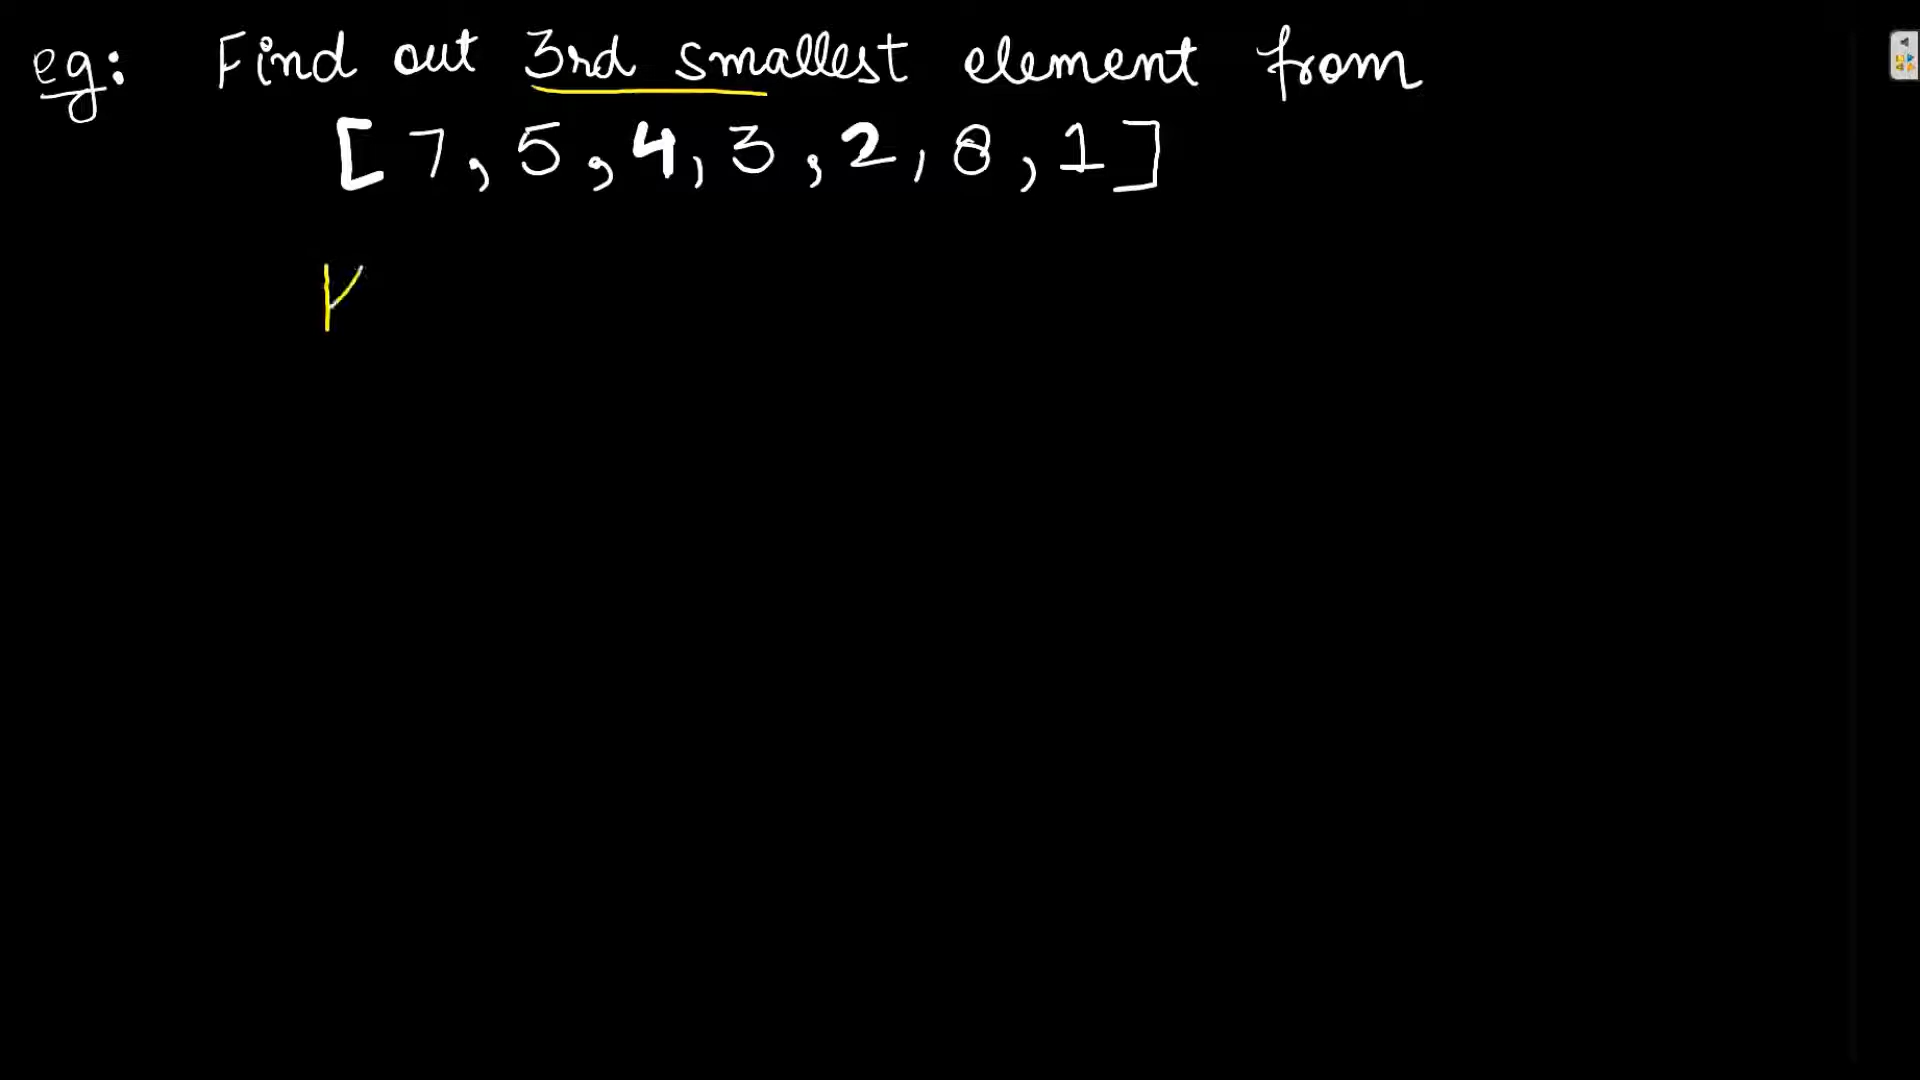 eg: Find out 3rd smallest element from
[7, 5, 4, 3, 2, 8, 1]